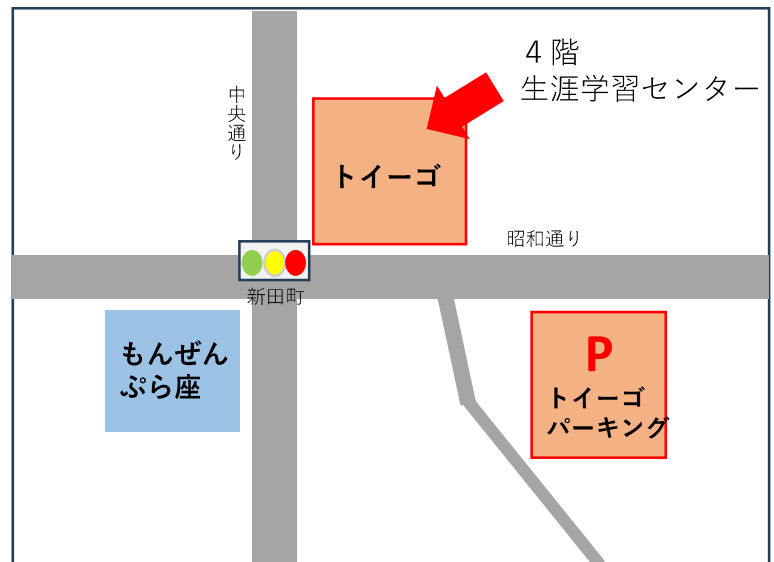 ４階
生涯学習センター
中央通り
トイーゴ
昭和通り
新田町
もんぜん
ぷら座
P
トイーゴ
パーキング